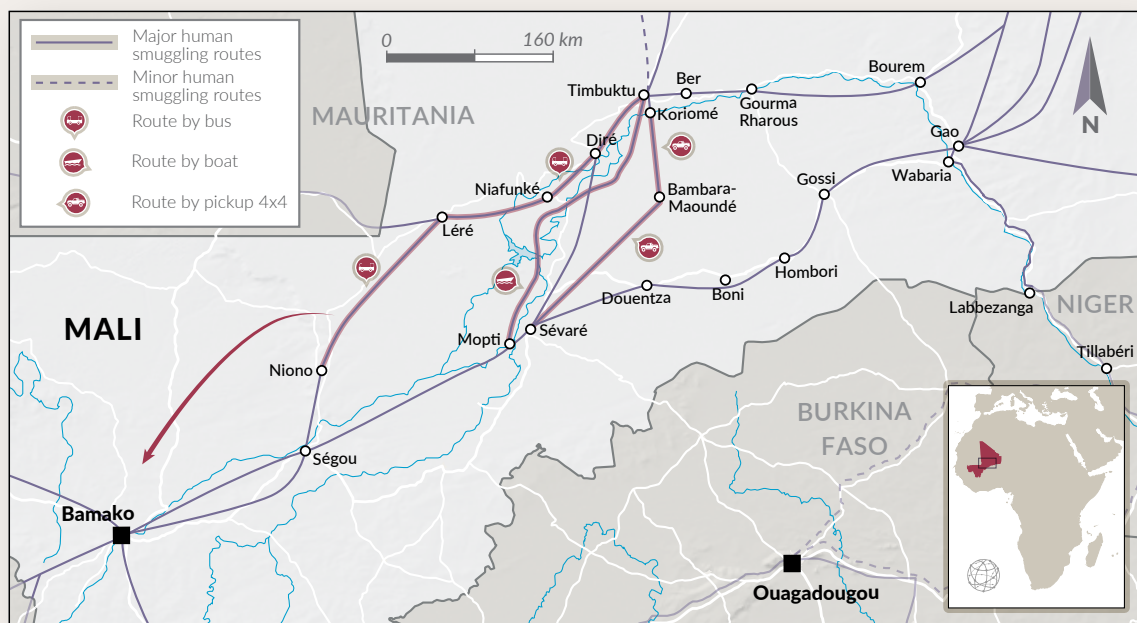 Major human
smuggling routes
Minor human
smuggling routes
Route by bus
Route by boat
Route by pickup 4x4
0
160 km
N
MAURITANIA
Timbuktu
Ber
Bourem
Koriomé
Gourma
Rharous
Gao
Diré
Wabaria
Niafunké
Bambara-
Maoundé
Gossi
Léré
Hombori
Douentza
Boni
Labbezanga
NIGER
MALI
Sévaré
Mopti
Tillabéri
Niono
BURKINA
FASO
Ségou
Bamako
Ouagadougou